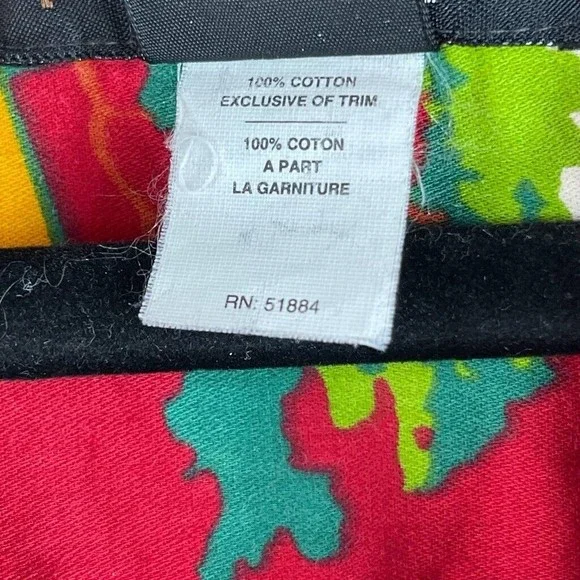 100% COTTON
EXCLUSIVE OF TRIM
100% COTON
A PART
LA GARNITURE
RN: 51884